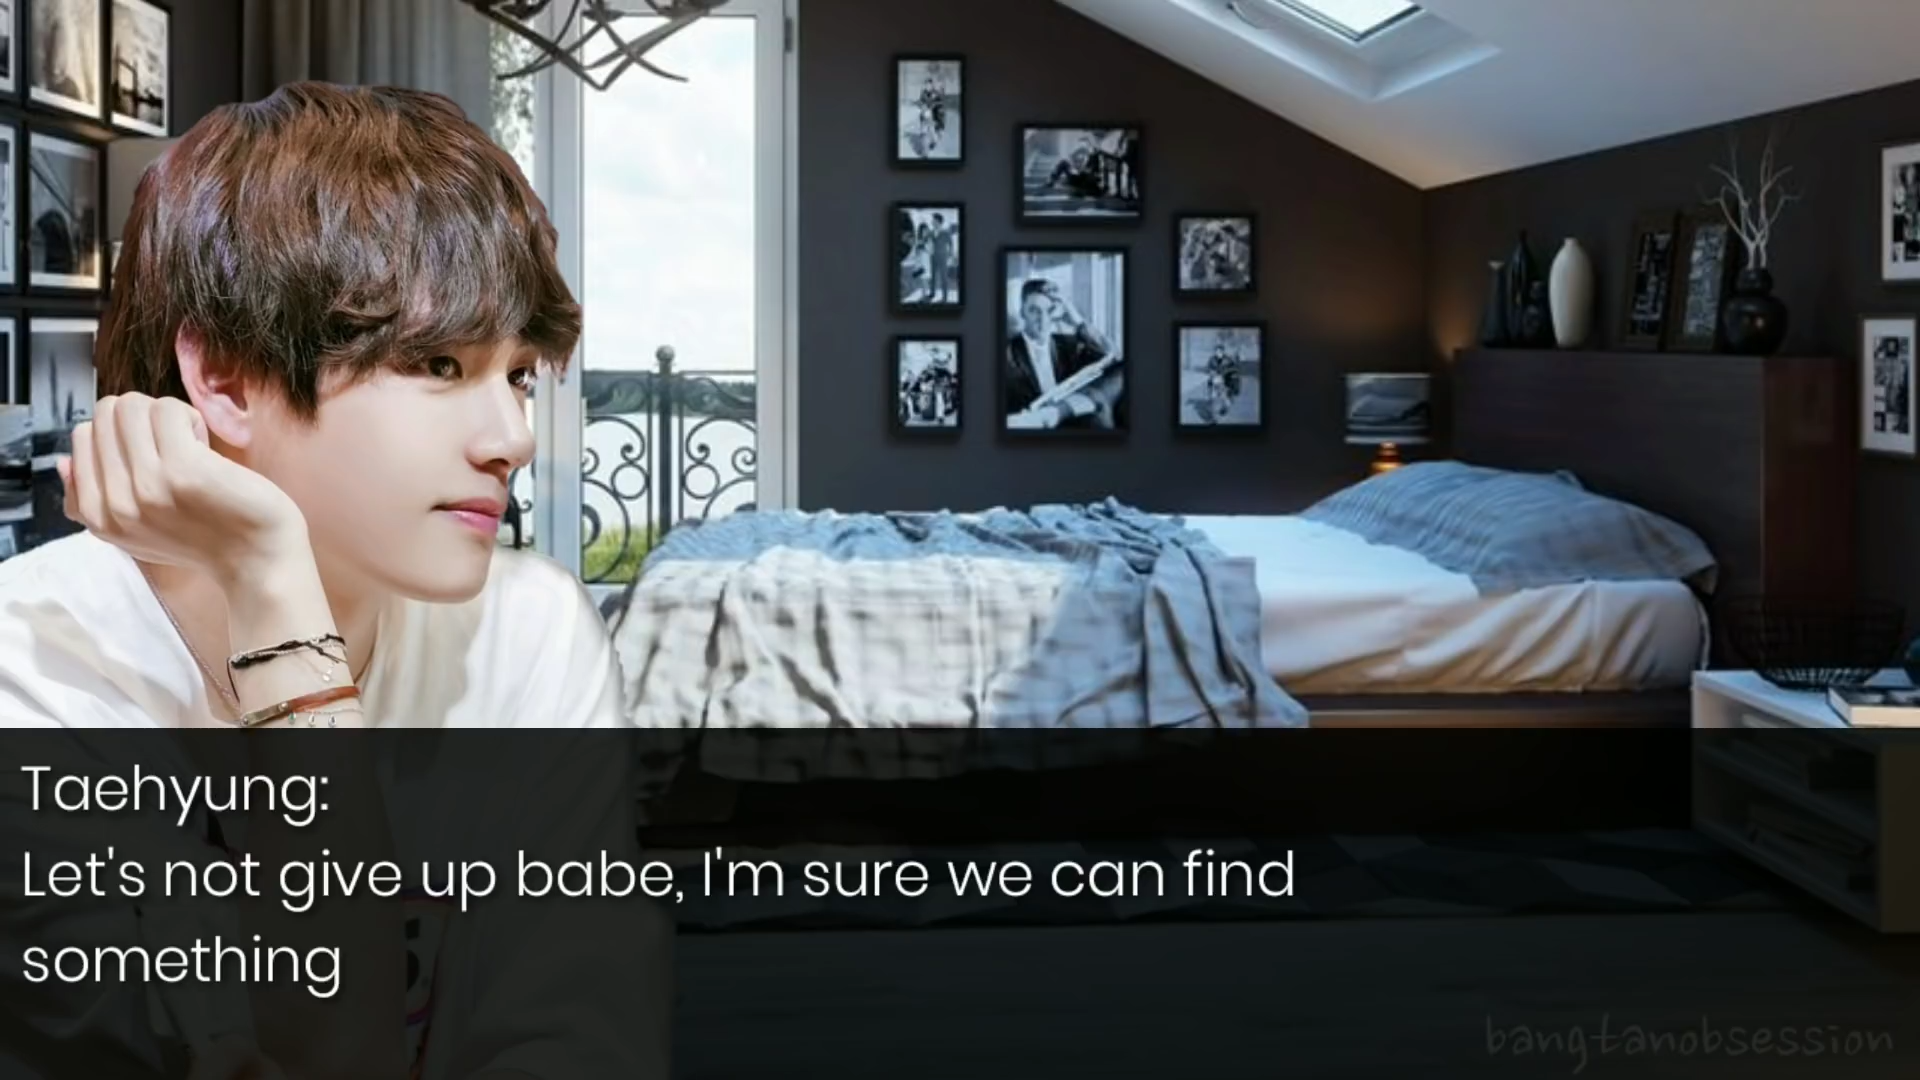 Taehyung:
Let's not give up babe, I'm sure we can find
something
bangtanobsession